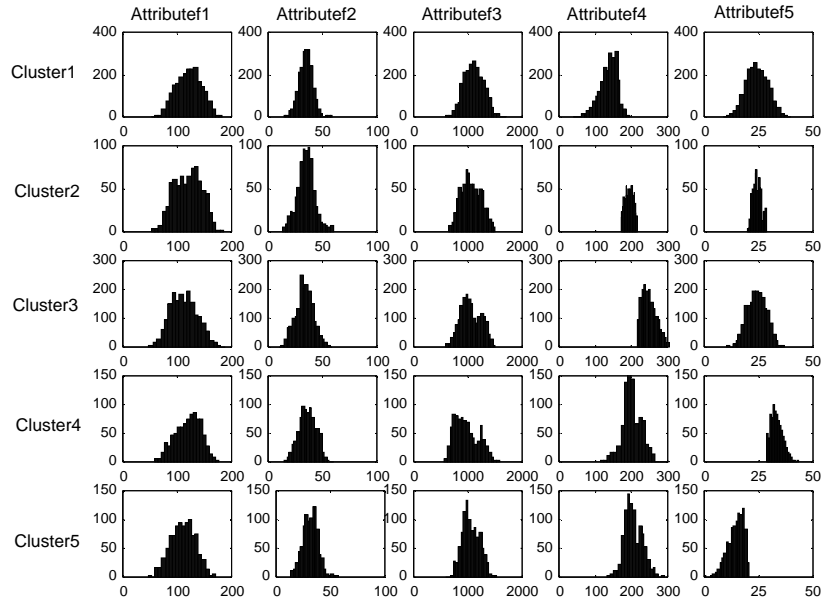 Attributef1 Attributef2 Attributef3 Attributef4 Attributef5
Cluster1
400 400 400 400 400
200 200 200 200 200
0 0 0 0 0
0 100 200 0 50 100 0 1000 2000 0 100 200 300 0 25 50
Cluster2
100 100 100 100 100
50 50 50 50 50
0 0 0 0 0
0 100 200 0 50 100 0 1000 2000 0 100 200 300 0 25 50
Cluster3
300 300 300 300 300
200 200 200 200 200
100 100 100 100 100
0 0 0 0 0
0 100 200 0 50 100 0 1000 2000 0 100 200 300 0 25 50
Cluster4
150 150 150 150 150
100 100 100 100 100
50 50 50 50 50
0 0 0 0 0
0 100 200 0 50 100 0 1000 2000 0 100 200 300 0 25 50
Cluster5
150 150 150 150 150
100 100 100 100 100
50 50 50 50 50
0 0 0 0 0
0 100 200 0 50 100 0 1000 2000 0 100 200 300 0 25 50